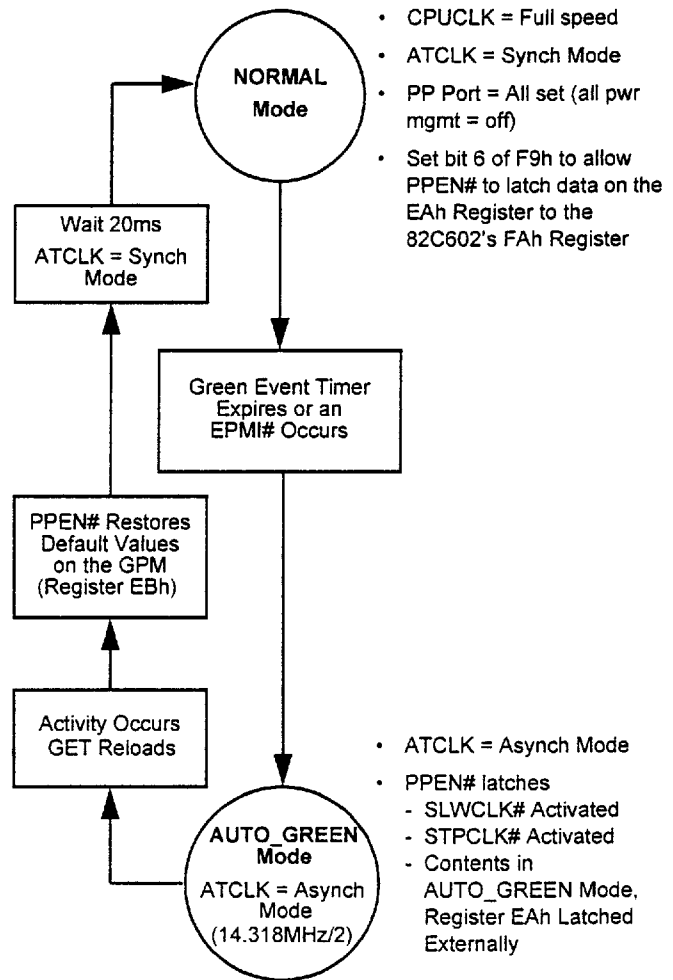 NORMAL
Mode
• CPUCLK = Full speed
• ATCLK = Synch Mode
• PP Port = All set (all pwr
mgmt = off)
• Set bit 6 of F9h to allow
PPEN# to latch data on the
EAh Register to the
82C602's FAh Register
Wait 20ms
ATCLK = Synch
Mode
Green Event Timer
Expires or an
EPMI# Occurs
PPEN# Restores
Default Values
on the GPM
(Register EBh)
Activity Occurs
GET Reloads
AUTO_GREEN
Mode
ATCLK = Asynch
Mode
(14.318MHz/2)
• ATCLK = Asynch Mode
• PPEN# latches
- SLWCLK# Activated
- STPCLK# Activated
- Contents in
AUTO_GREEN Mode,
Register EAh Latched
Externally